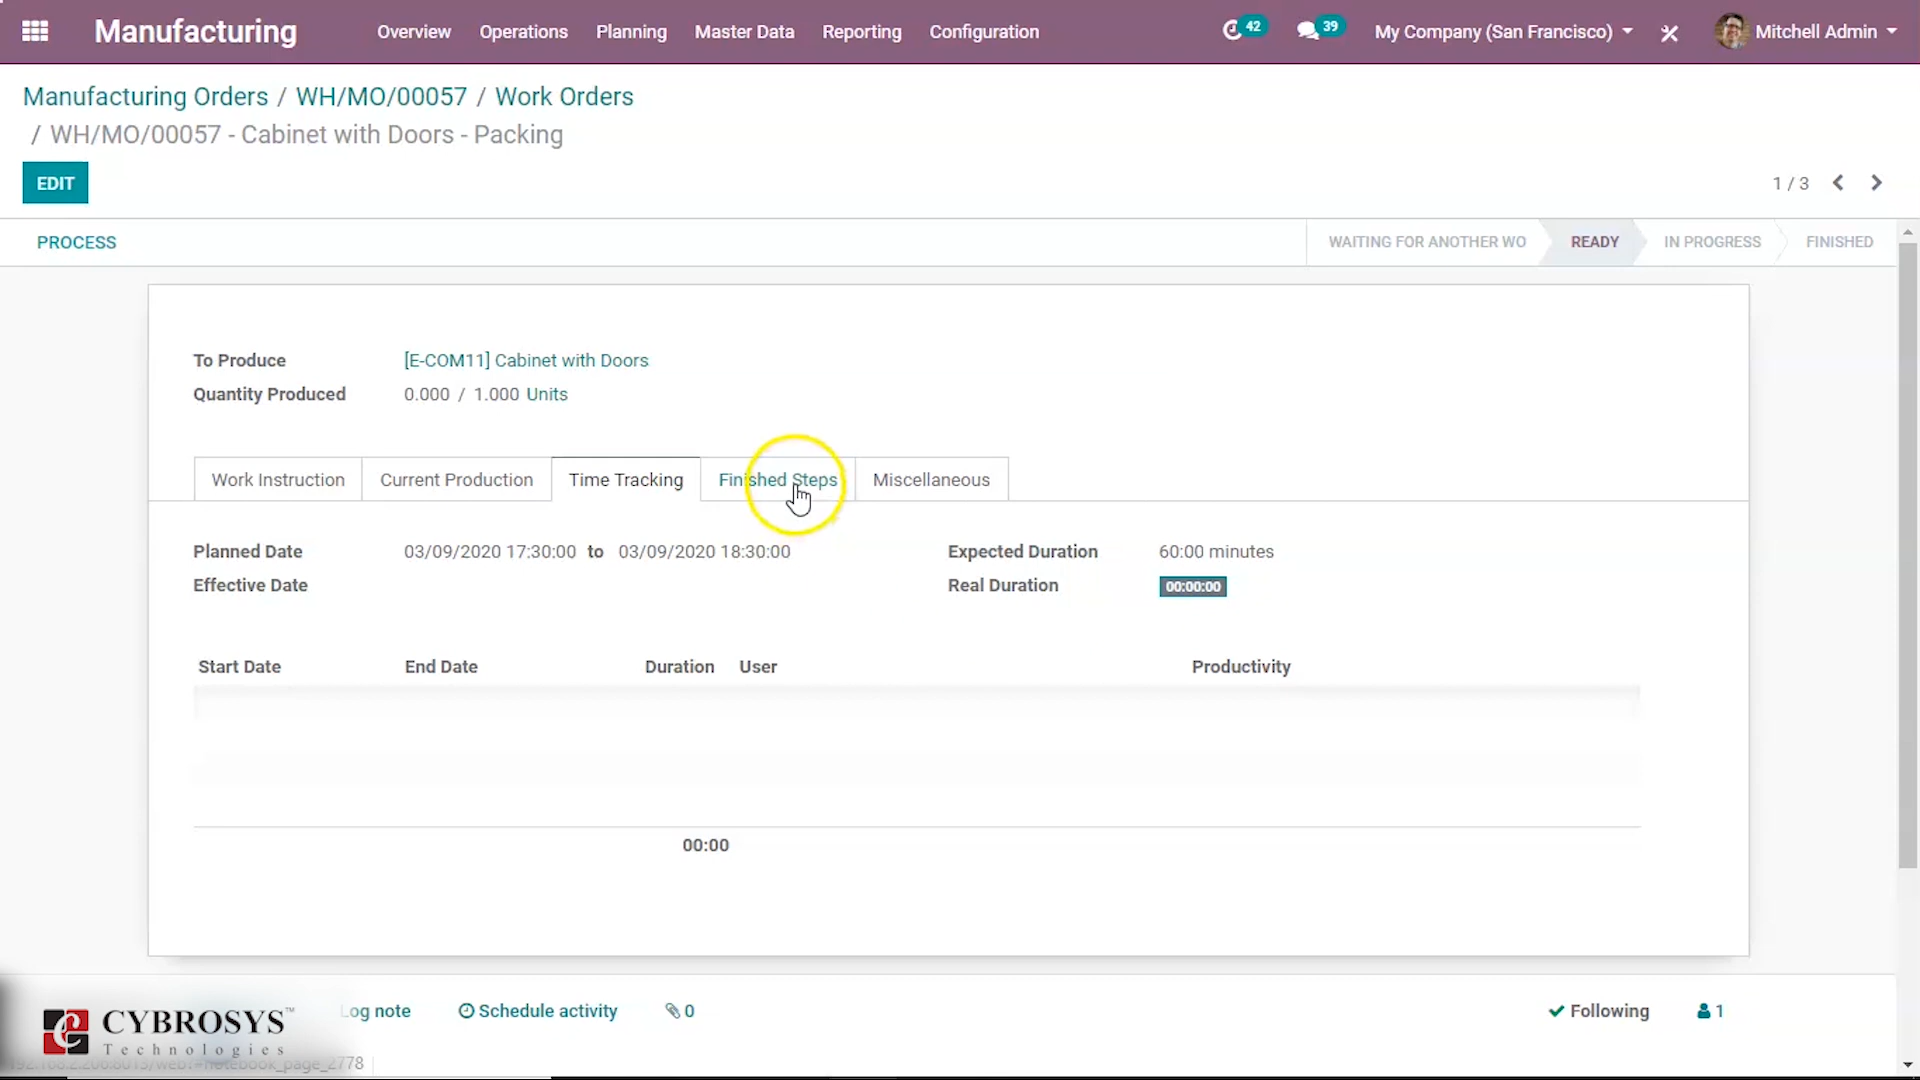 Manufacturing Overview Operations Planning Master Data Reporting Configuration 42 39 My Company (San Francisco) Mitchell Admin
Manufacturing Orders / WH/MO/00057 / Work Orders
/ WH/MO/00057 - Cabinet with Doors - Packing
EDIT 1 / 3
PROCESS WAITING FOR ANOTHER WO READY IN PROGRESS FINISHED
To Produce [E-COM11] Cabinet with Doors
Quantity Produced 0.000 / 1.000 Units
Work Instruction Current Production Time Tracking Finished Steps Miscellaneous
Planned Date 03/09/2020 17:30:00 to 03/09/2020 18:30:00 Expected Duration 60:00 minutes
Effective Date Real Duration 00:00:00
Start Date End Date Duration User Productivity
00:00
Log note Schedule activity 0 Following 1
CYBROSYS™
Technologies